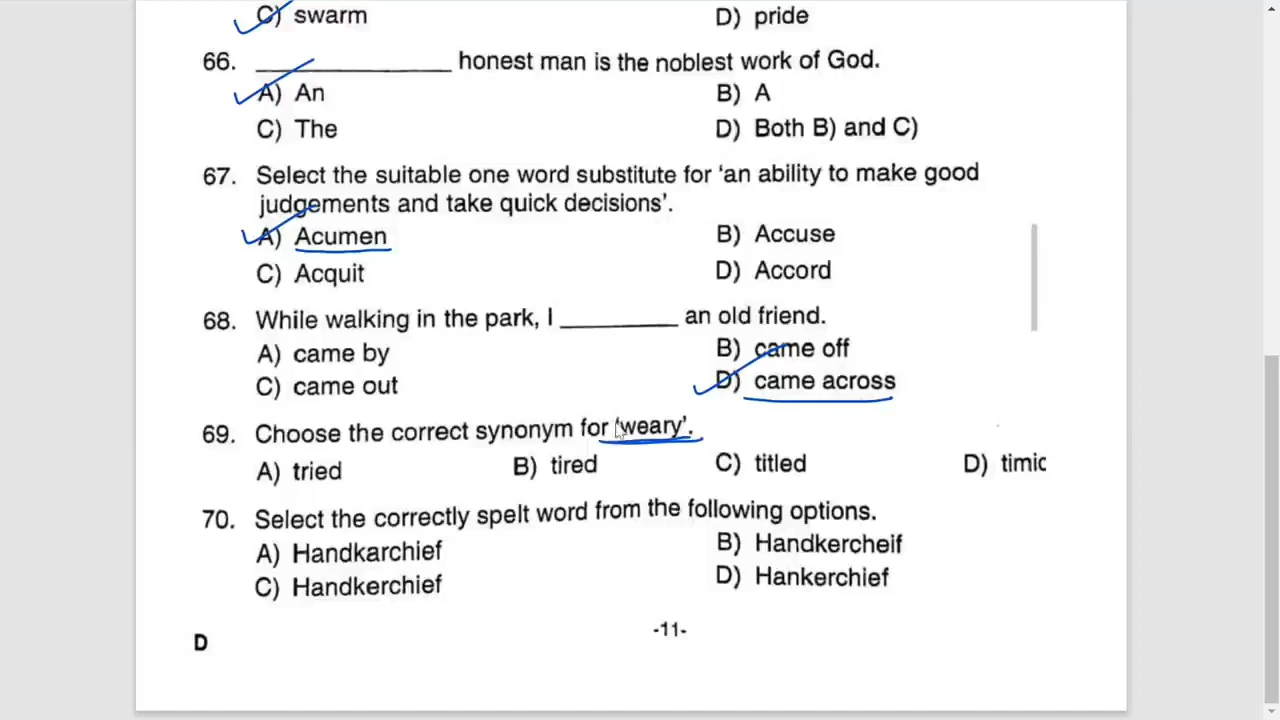 C) swarm D) pride
66. __________ honest man is the noblest work of God.
A) An B) A
C) The D) Both B) and C)
67. Select the suitable one word substitute for 'an ability to make good
judgements and take quick decisions'.
A) Acumen B) Accuse
C) Acquit D) Accord
68. While walking in the park, I ________ an old friend.
A) came by B) came off
C) came out D) came across
69. Choose the correct synonym for 'weary'.
A) tried B) tired C) titled D)
70. Select the correctly spelt word from the following options.
A) Handkarchief B) Handkercheif
C) Handkerchief D) Hankerchief
-11-
D